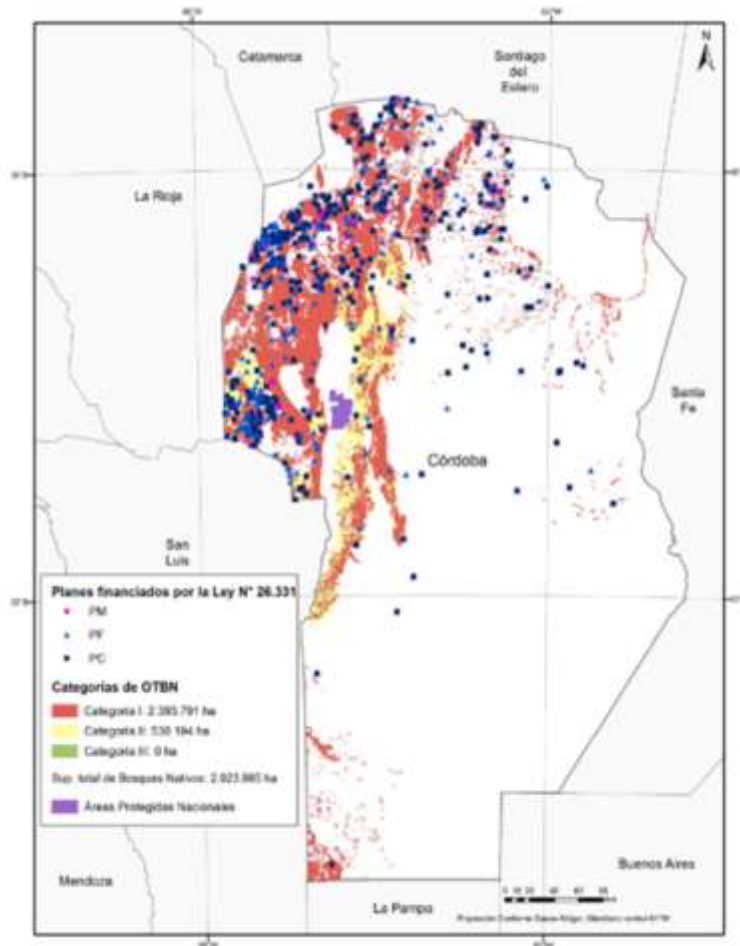 N
Catamarca
Santiago
del
Estero
La Rioja
Santa
Fe
Córdoba
San
Luis
Planes financiados por la Ley N° 26.331
PM
PF
PC
Categorías de OTBN
Categoría I: 2.393.791 ha
Categoría II: 530.194 ha
Categoría III: 0 ha
Sup. total de Bosques Nativos: 2.923.985 ha
Áreas Protegidas Nacionales
Mendoza
La Pampa
Buenos Aires